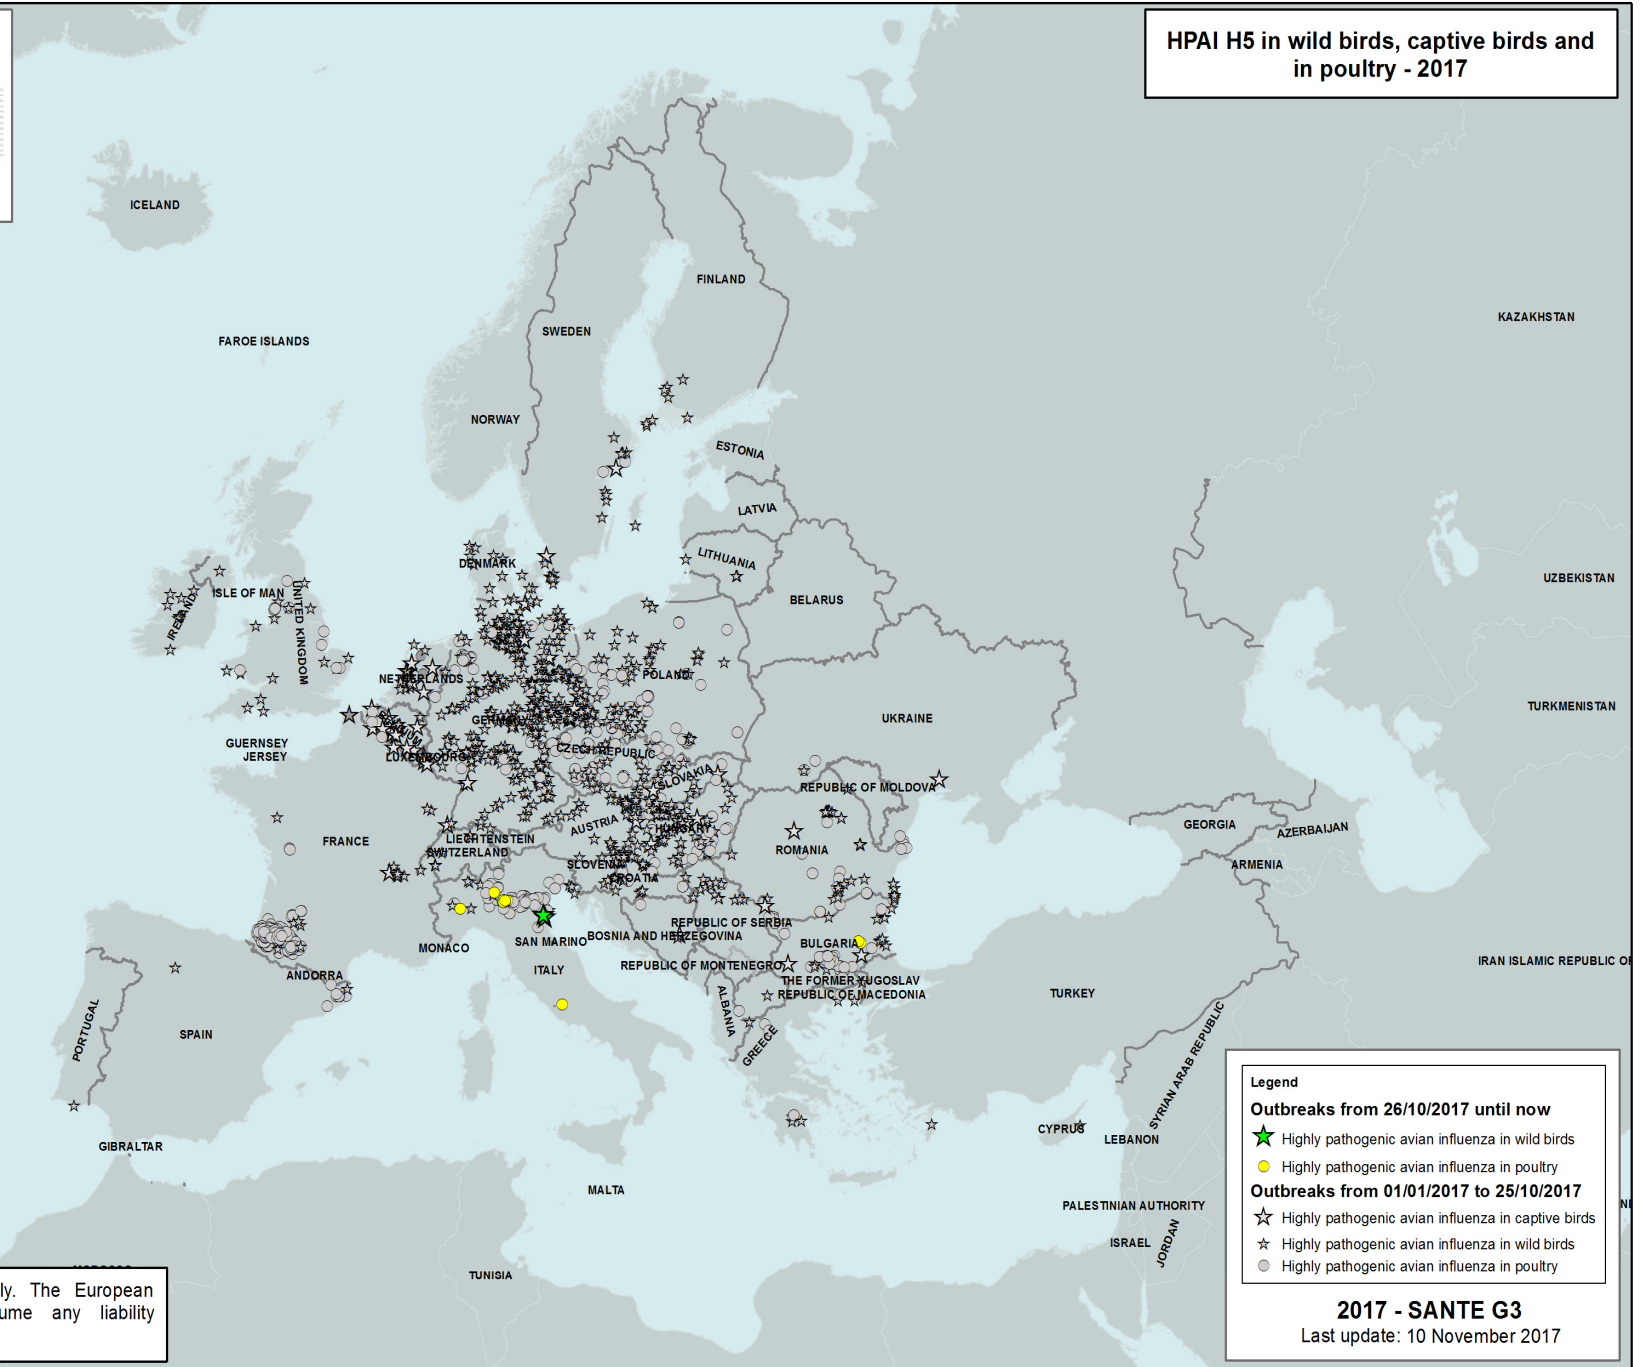 HPAI H5 in wild birds, captive birds and
in poultry - 2017
ICELAND
FINLAND
KAZAKHSTAN
SWEDEN
FAROE ISLANDS
NORWAY
ESTONIA
LATVIA
LITHUANIA
DENMARK
UZBEKISTAN
ISLE OF MAN
BELARUS
IRELAND
UNITED KINGDOM
NETHERLANDS
POLAND
TURKMENISTAN
UKRAINE
GERMANY
BELGIUM
GUERNSEY
JERSEY
CZECH REPUBLIC
LUXEMBOURG
SLOVAKIA
REPUBLIC OF MOLDOVA
GEORGIA
AZERBAIJAN
AUSTRIA
HUNGARY
FRANCE
LIECHTENSTEIN
SWITZERLAND
ROMANIA
SLOVENIA
ARMENIA
CROATIA
REPUBLIC OF SERBIA
BOSNIA AND HERZEGOVINA
SAN MARINO
MONACO
BULGARIA
IRAN ISLAMIC REPUBLIC OF
REPUBLIC OF MONTENEGRO
ITALY
ANDORRA
THE FORMER YUGOSLAV
REPUBLIC OF MACEDONIA
TURKEY
ALBANIA
PORTUGAL
SPAIN
GREECE
SYRIAN ARAB REPUBLIC
CYPRUS
LEBANON
GIBRALTAR
MALTA
PALESTINIAN AUTHORITY
ISRAEL
JORDAN
TUNISIA
Legend
Outbreaks from 26/10/2017 until now
Highly pathogenic avian influenza in wild birds
Highly pathogenic avian influenza in poultry
Outbreaks from 01/01/2017 to 25/10/2017
Highly pathogenic avian influenza in captive birds
Highly pathogenic avian influenza in wild birds
Highly pathogenic avian influenza in poultry
2017 - SANTE G3
Last update: 10 November 2017
ly. The European
ume any liability